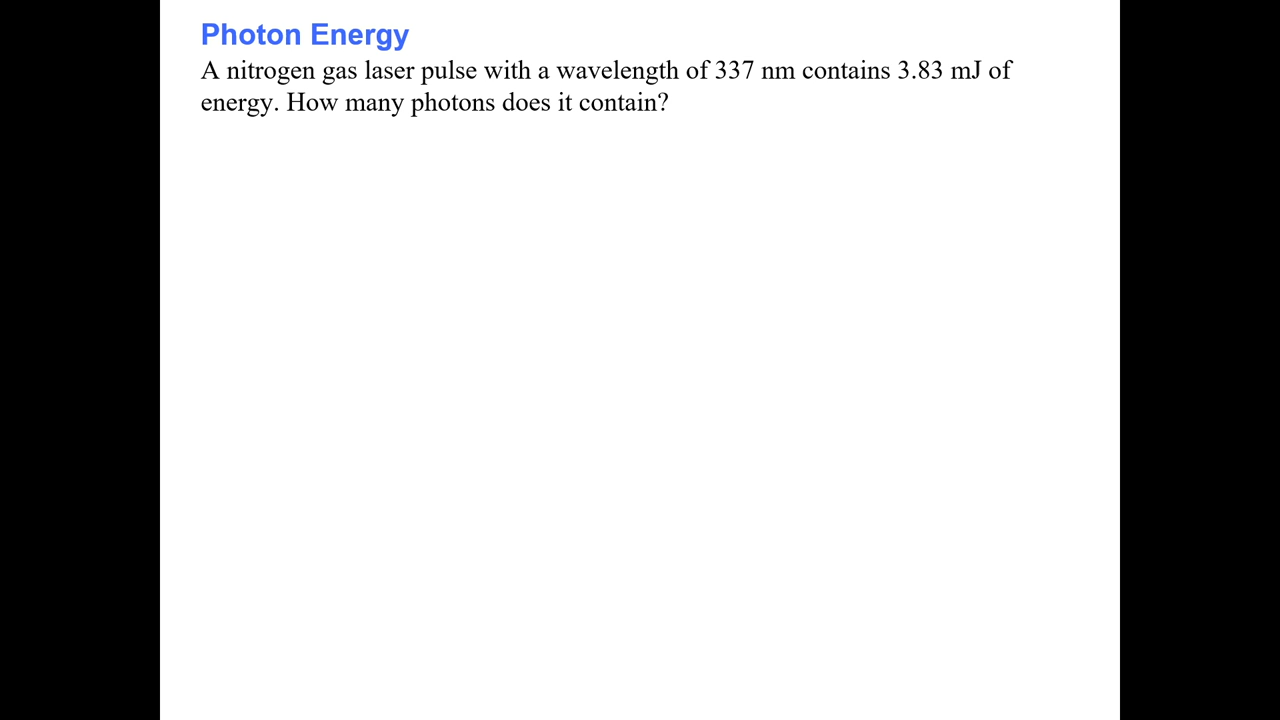 Photon Energy
A nitrogen gas laser pulse with a wavelength of 337 nm contains 3.83 mJ of
energy. How many photons does it contain?